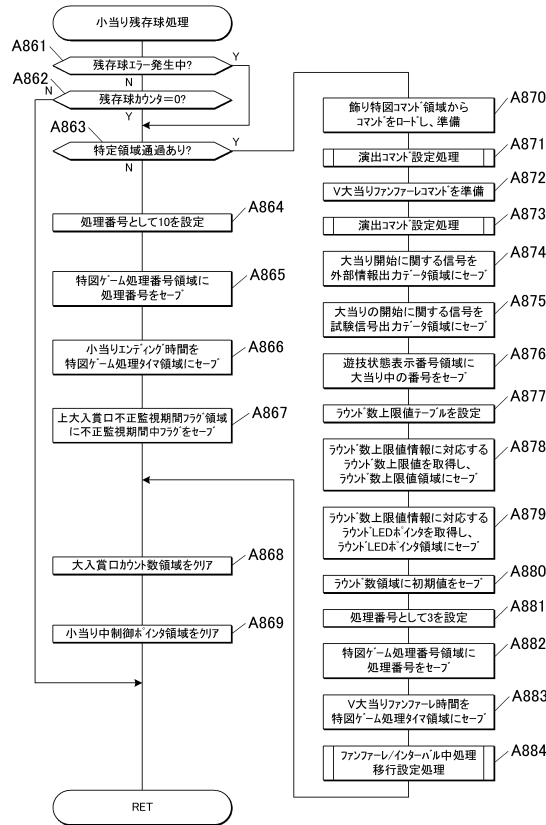 小当り残存球処理
A861
残存球エラー発生中?
Y
N
A862
N
残存球カウンタ=0?
Y
A863
特定領域通過あり?
Y
N
A864
処理番号として10を設定
A865
特図ゲーム処理番号領域に
処理番号をセーブ
A866
小当りエンディング時間を
特図ゲーム処理タイマ領域にセーブ
A867
上大入賞口不正監視期間フラグ領域
に不正監視期間中フラグをセーブ
A868
大入賞口カウント数領域をクリア
A869
小当り中制御ポインタ領域をクリア
RET
A870
飾り特図コマンド領域から
コマンドをロードし、準備
A871
演出コマンド設定処理
A872
V大当りファンファーレコマンドを準備
A873
演出コマンド設定処理
A874
大当り開始に関する信号を
外部情報出力データ領域にセーブ
A875
大当りの開始に関する信号を
試験信号出力データ領域にセーブ
A876
遊技状態表示番号領域に
大当り中の番号をセーブ
A877
ラウンド数上限値テーブルを設定
A878
ラウンド数上限値情報に対応する
ラウンド数上限値を取得し、
ラウンド数上限値領域にセーブ
A879
ラウンド数上限値情報に対応する
ラウンドLEDポインタを取得し、
ラウンドLEDポインタ領域にセーブ
A880
ラウンド数領域に初期値をセーブ
A881
処理番号として3を設定
A882
特図ゲーム処理番号領域に
処理番号をセーブ
A883
V大当りファンファーレ時間を
特図ゲーム処理タイマ領域にセーブ
A884
ファンファーレ/インターバル中処理
移行設定処理